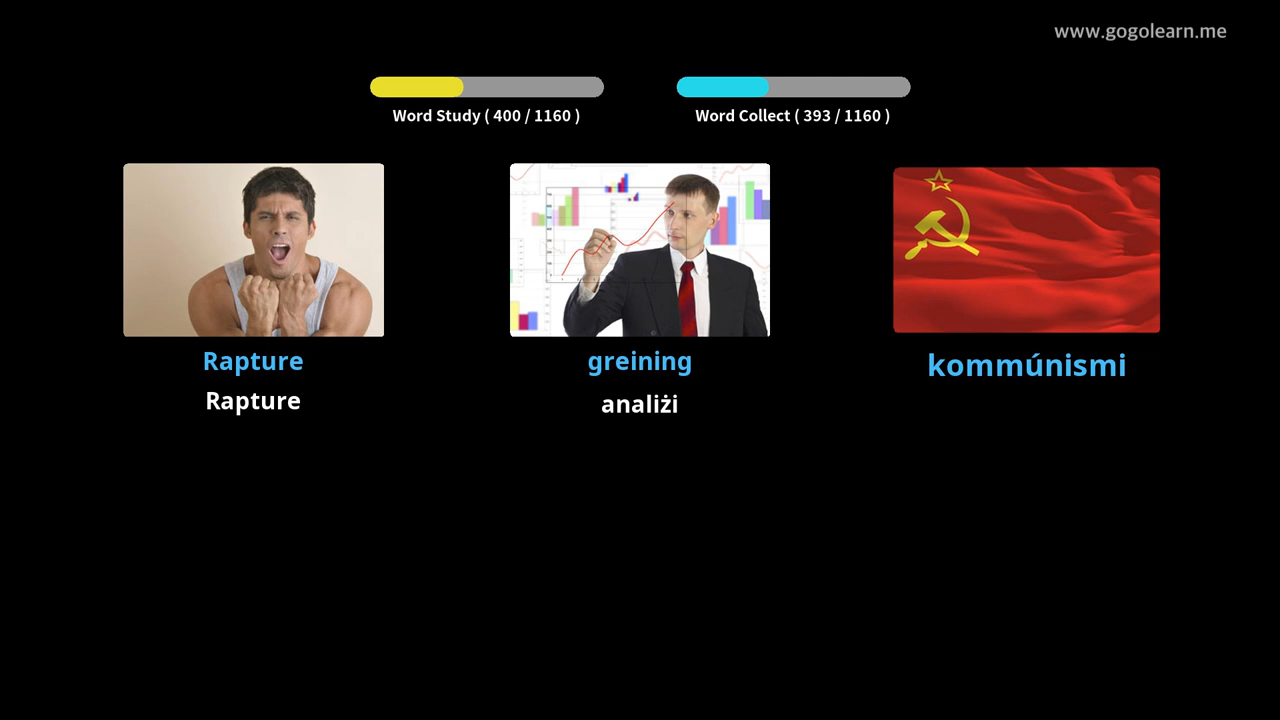 www.gogolearn.me
Word Study ( 400 / 1160 )
Word Collect ( 393 / 1160 )
Rapture
Rapture
greining
analiżi
kommúnismi